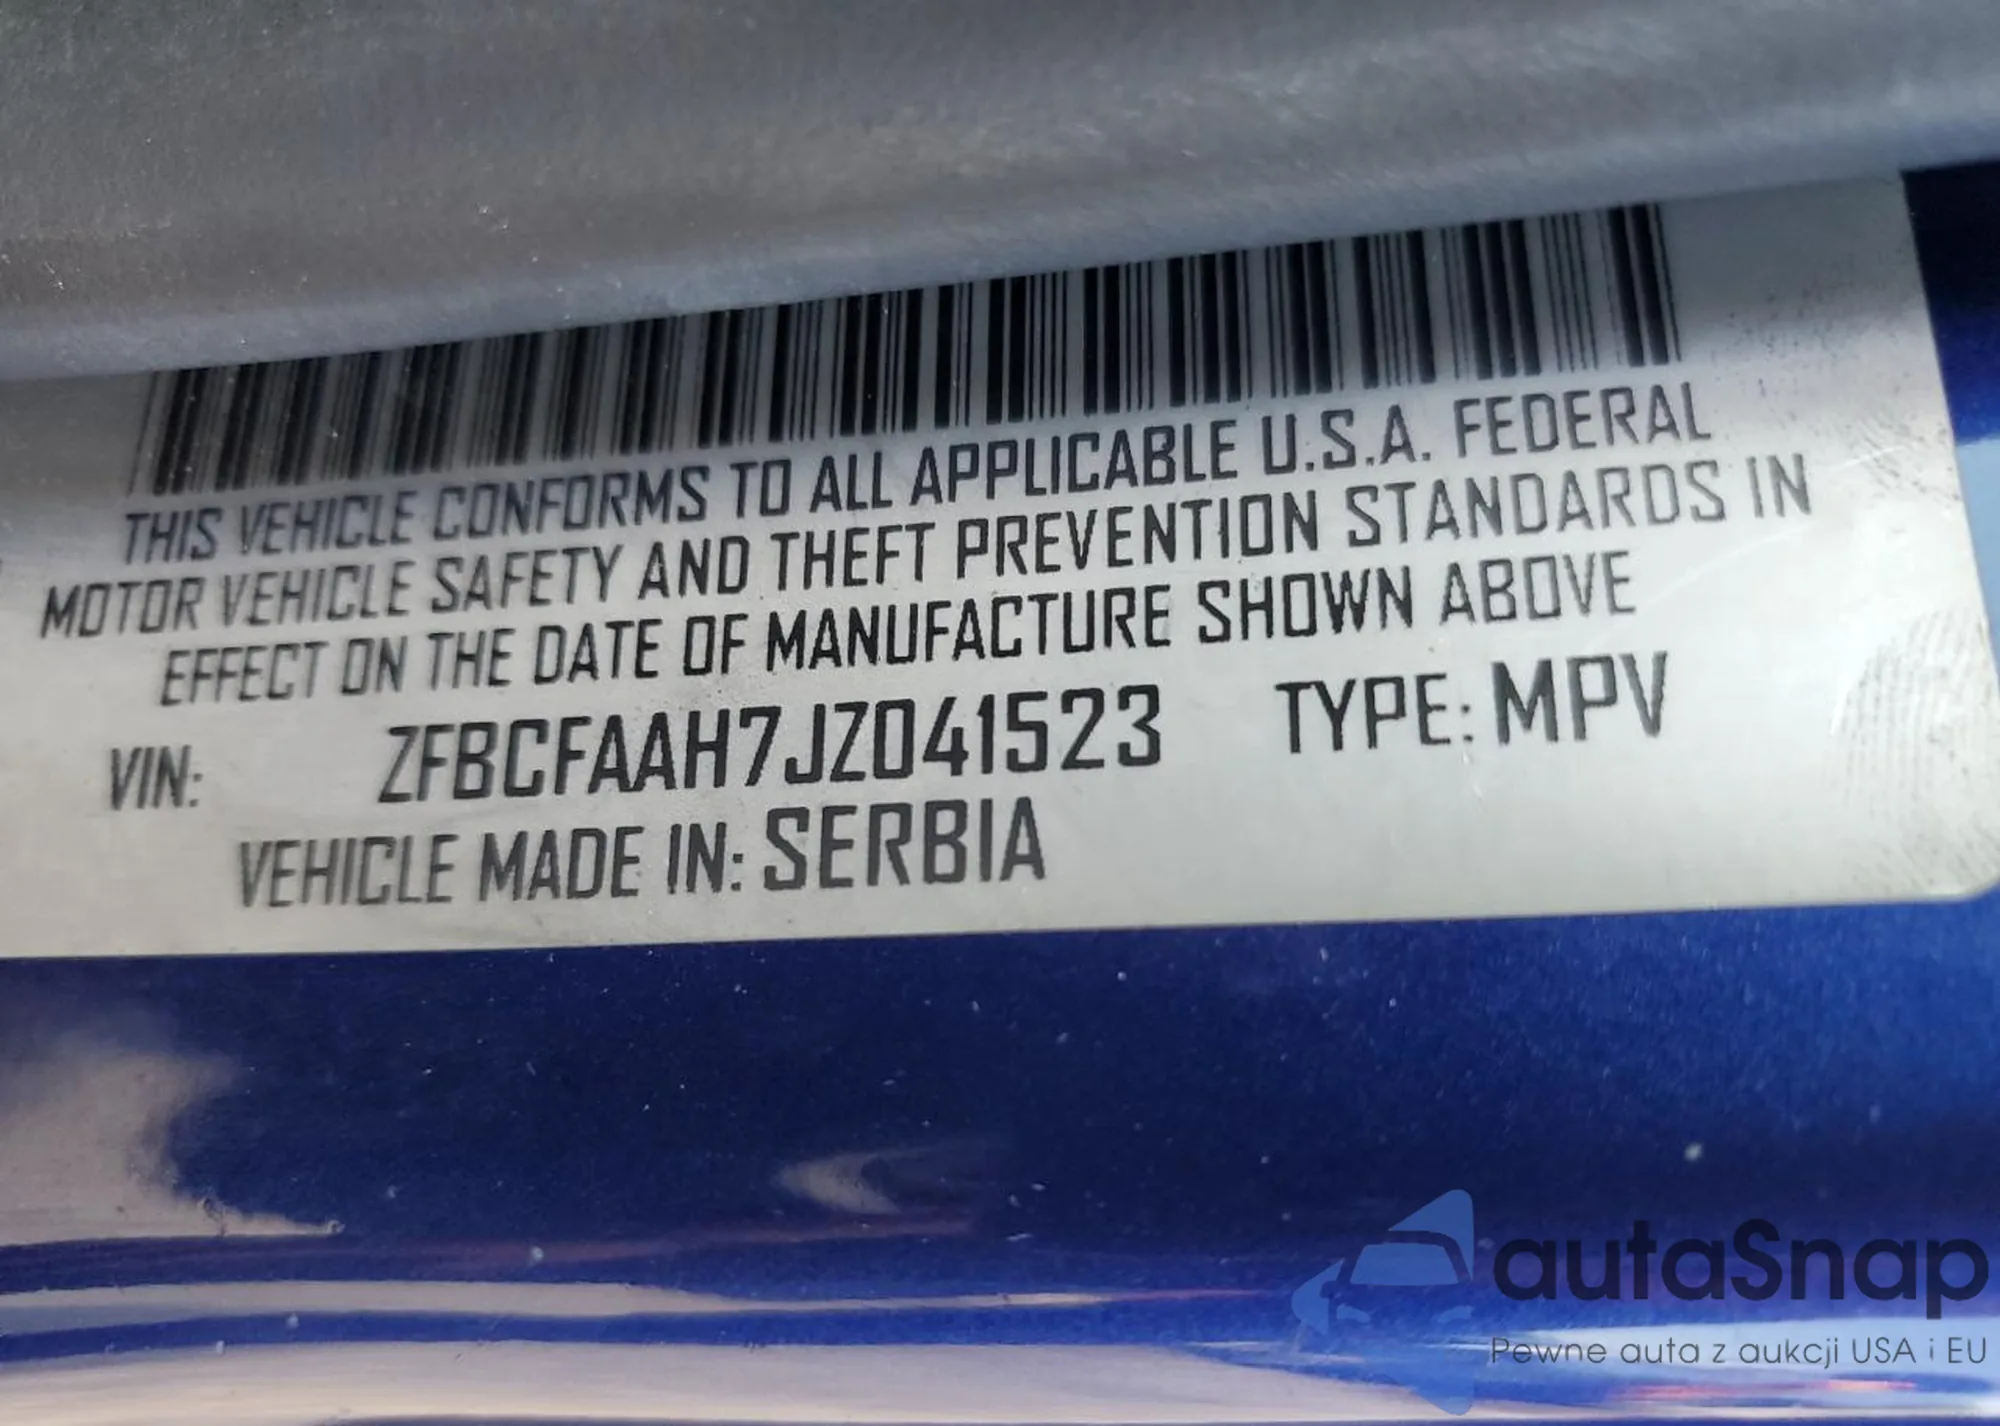 THIS VEHICLE CONFORMS TO ALL APPLICABLE U.S.A. FEDERAL
MOTOR VEHICLE SAFETY AND THEFT PREVENTION STANDARDS IN
EFFECT ON THE DATE OF MANUFACTURE SHOWN ABOVE
VIN: ZFBCFAAH7JZ041523 TYPE: MPV
VEHICLE MADE IN: SERBIA
autaSnap
Pewne auta z aukcji USA i EU